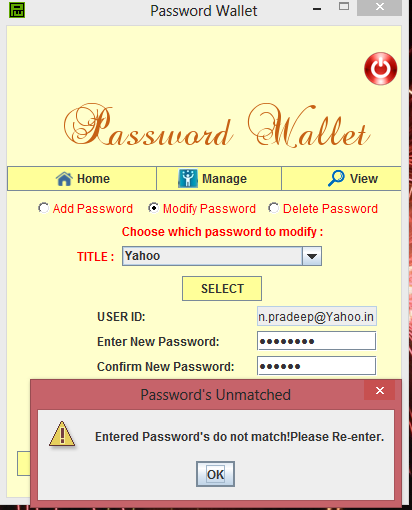 Password Wallet
Password Wallet
Home Manage View
Add Password Modify Password Delete Password
Choose which password to modify :
TITLE : Yahoo
SELECT
USER ID: n.pradeep@Yahoo.in
Enter New Password: ●●●●●●●●
Confirm New Password: ●●●●●●
Password's Unmatched
Entered Password's do not match!Please Re-enter.
OK